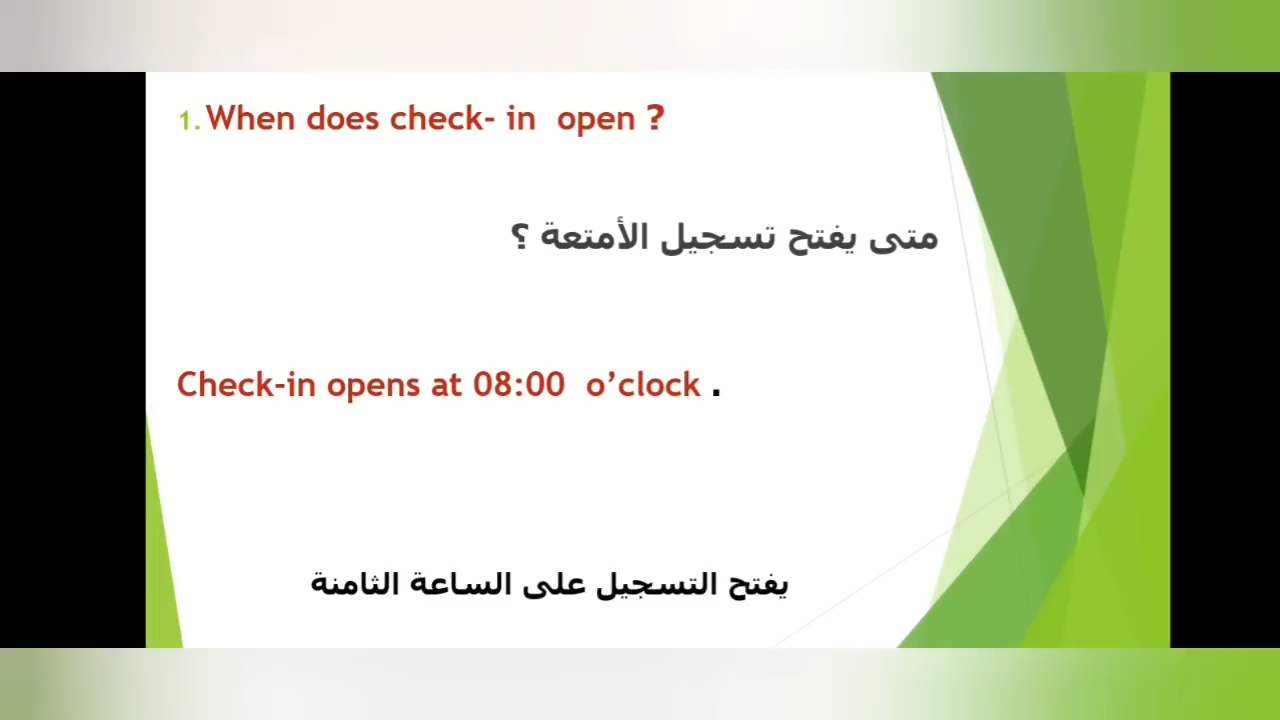 1. When does check- in open ?
متى يفتح تسجيل الأمتعة ؟
Check-in opens at 08:00 o’clock .
يفتح التسجيل على الساعة الثامنة